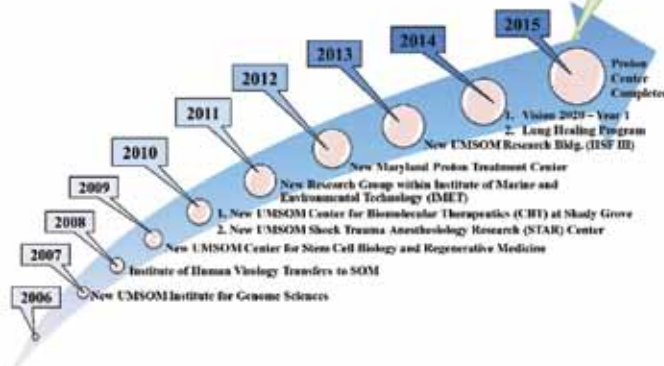 2015
Proton
Center
Completed
2014
1. Vision 2020 – Year 1
2. Lung Healing Program
2013
New UMSOM Research Bldg. (HSF III)
2012
New Maryland Proton Treatment Center
2011
New Research Group within Institute of Marine and
Environmental Technology (IMET)
2010
1. New UMSOM Center for Biomolecular Therapeutics (CBT) at Shady Grove
2. New UMSOM Shock Trauma Anesthesiology Research (STAR) Center
2009
New UMSOM Center for Stem Cell Biology and Regenerative Medicine
2008
Institute of Human Virology Transfers to SOM
2007
New UMSOM Institute for Genome Sciences
2006